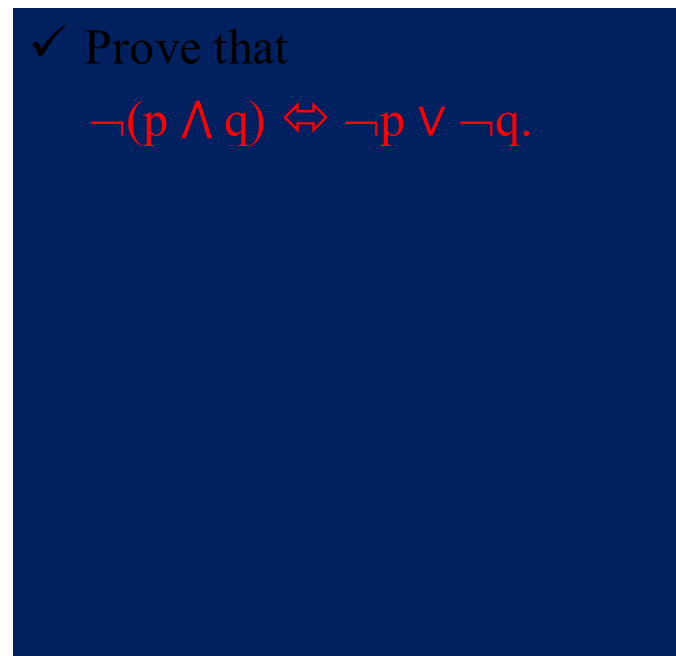 ✓ Prove that
¬(p ∧ q) ⇔ ¬p ∨ ¬q.